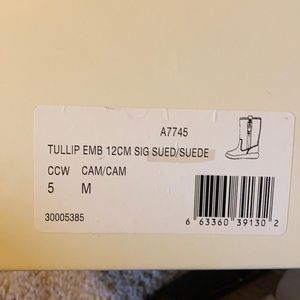 A7745
TULLIP EMB 12CM SIG SUED/SUEDE
CCW CAM/CAM
5 M
30005385
6 63360 39130 2